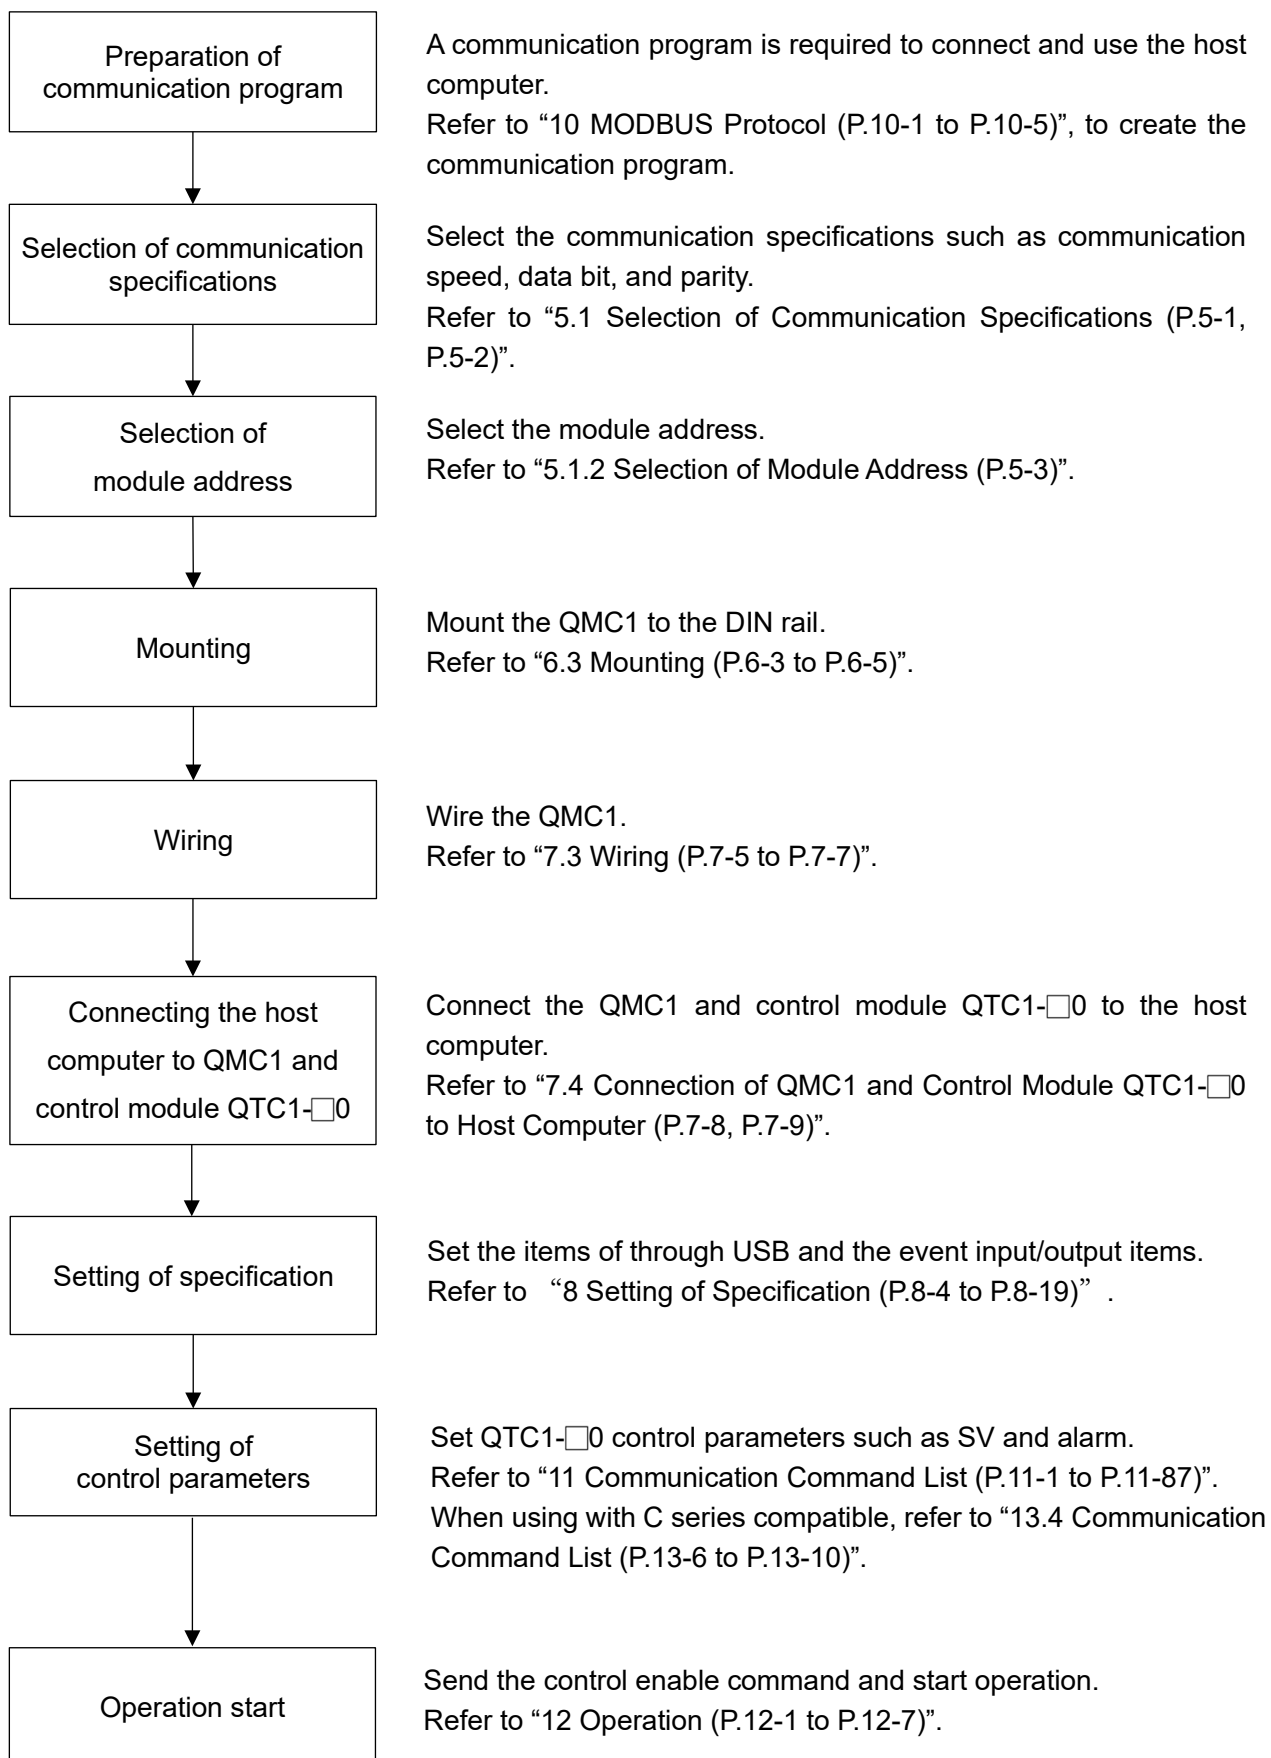 Preparation of
communication program
A communication program is required to connect and use the host
computer.
Refer to “10 MODBUS Protocol (P.10-1 to P.10-5)”, to create the
communication program.
Selection of communication
specifications
Select the communication specifications such as communication
speed, data bit, and parity.
Refer to “5.1 Selection of Communication Specifications (P.5-1,
P.5-2)”.
Selection of
module address
Select the module address.
Refer to “5.1.2 Selection of Module Address (P.5-3)”.
Mounting
Mount the QMC1 to the DIN rail.
Refer to “6.3 Mounting (P.6-3 to P.6-5)”.
Wiring
Wire the QMC1.
Refer to “7.3 Wiring (P.7-5 to P.7-7)”.
Connecting the host
computer to QMC1 and
control module QTC1-□0
Connect the QMC1 and control module QTC1-□0 to the host
computer.
Refer to “7.4 Connection of QMC1 and Control Module QTC1-□0
to Host Computer (P.7-8, P.7-9)”.
Setting of specification
Set the items of through USB and the event input/output items.
Refer to “8 Setting of Specification (P.8-4 to P.8-19)”.
Setting of
control parameters
Set QTC1-□0 control parameters such as SV and alarm.
Refer to “11 Communication Command List (P.11-1 to P.11-87)”.
When using with C series compatible, refer to “13.4 Communication
Command List (P.13-6 to P.13-10)”.
Operation start
Send the control enable command and start operation.
Refer to “12 Operation (P.12-1 to P.12-7)”.